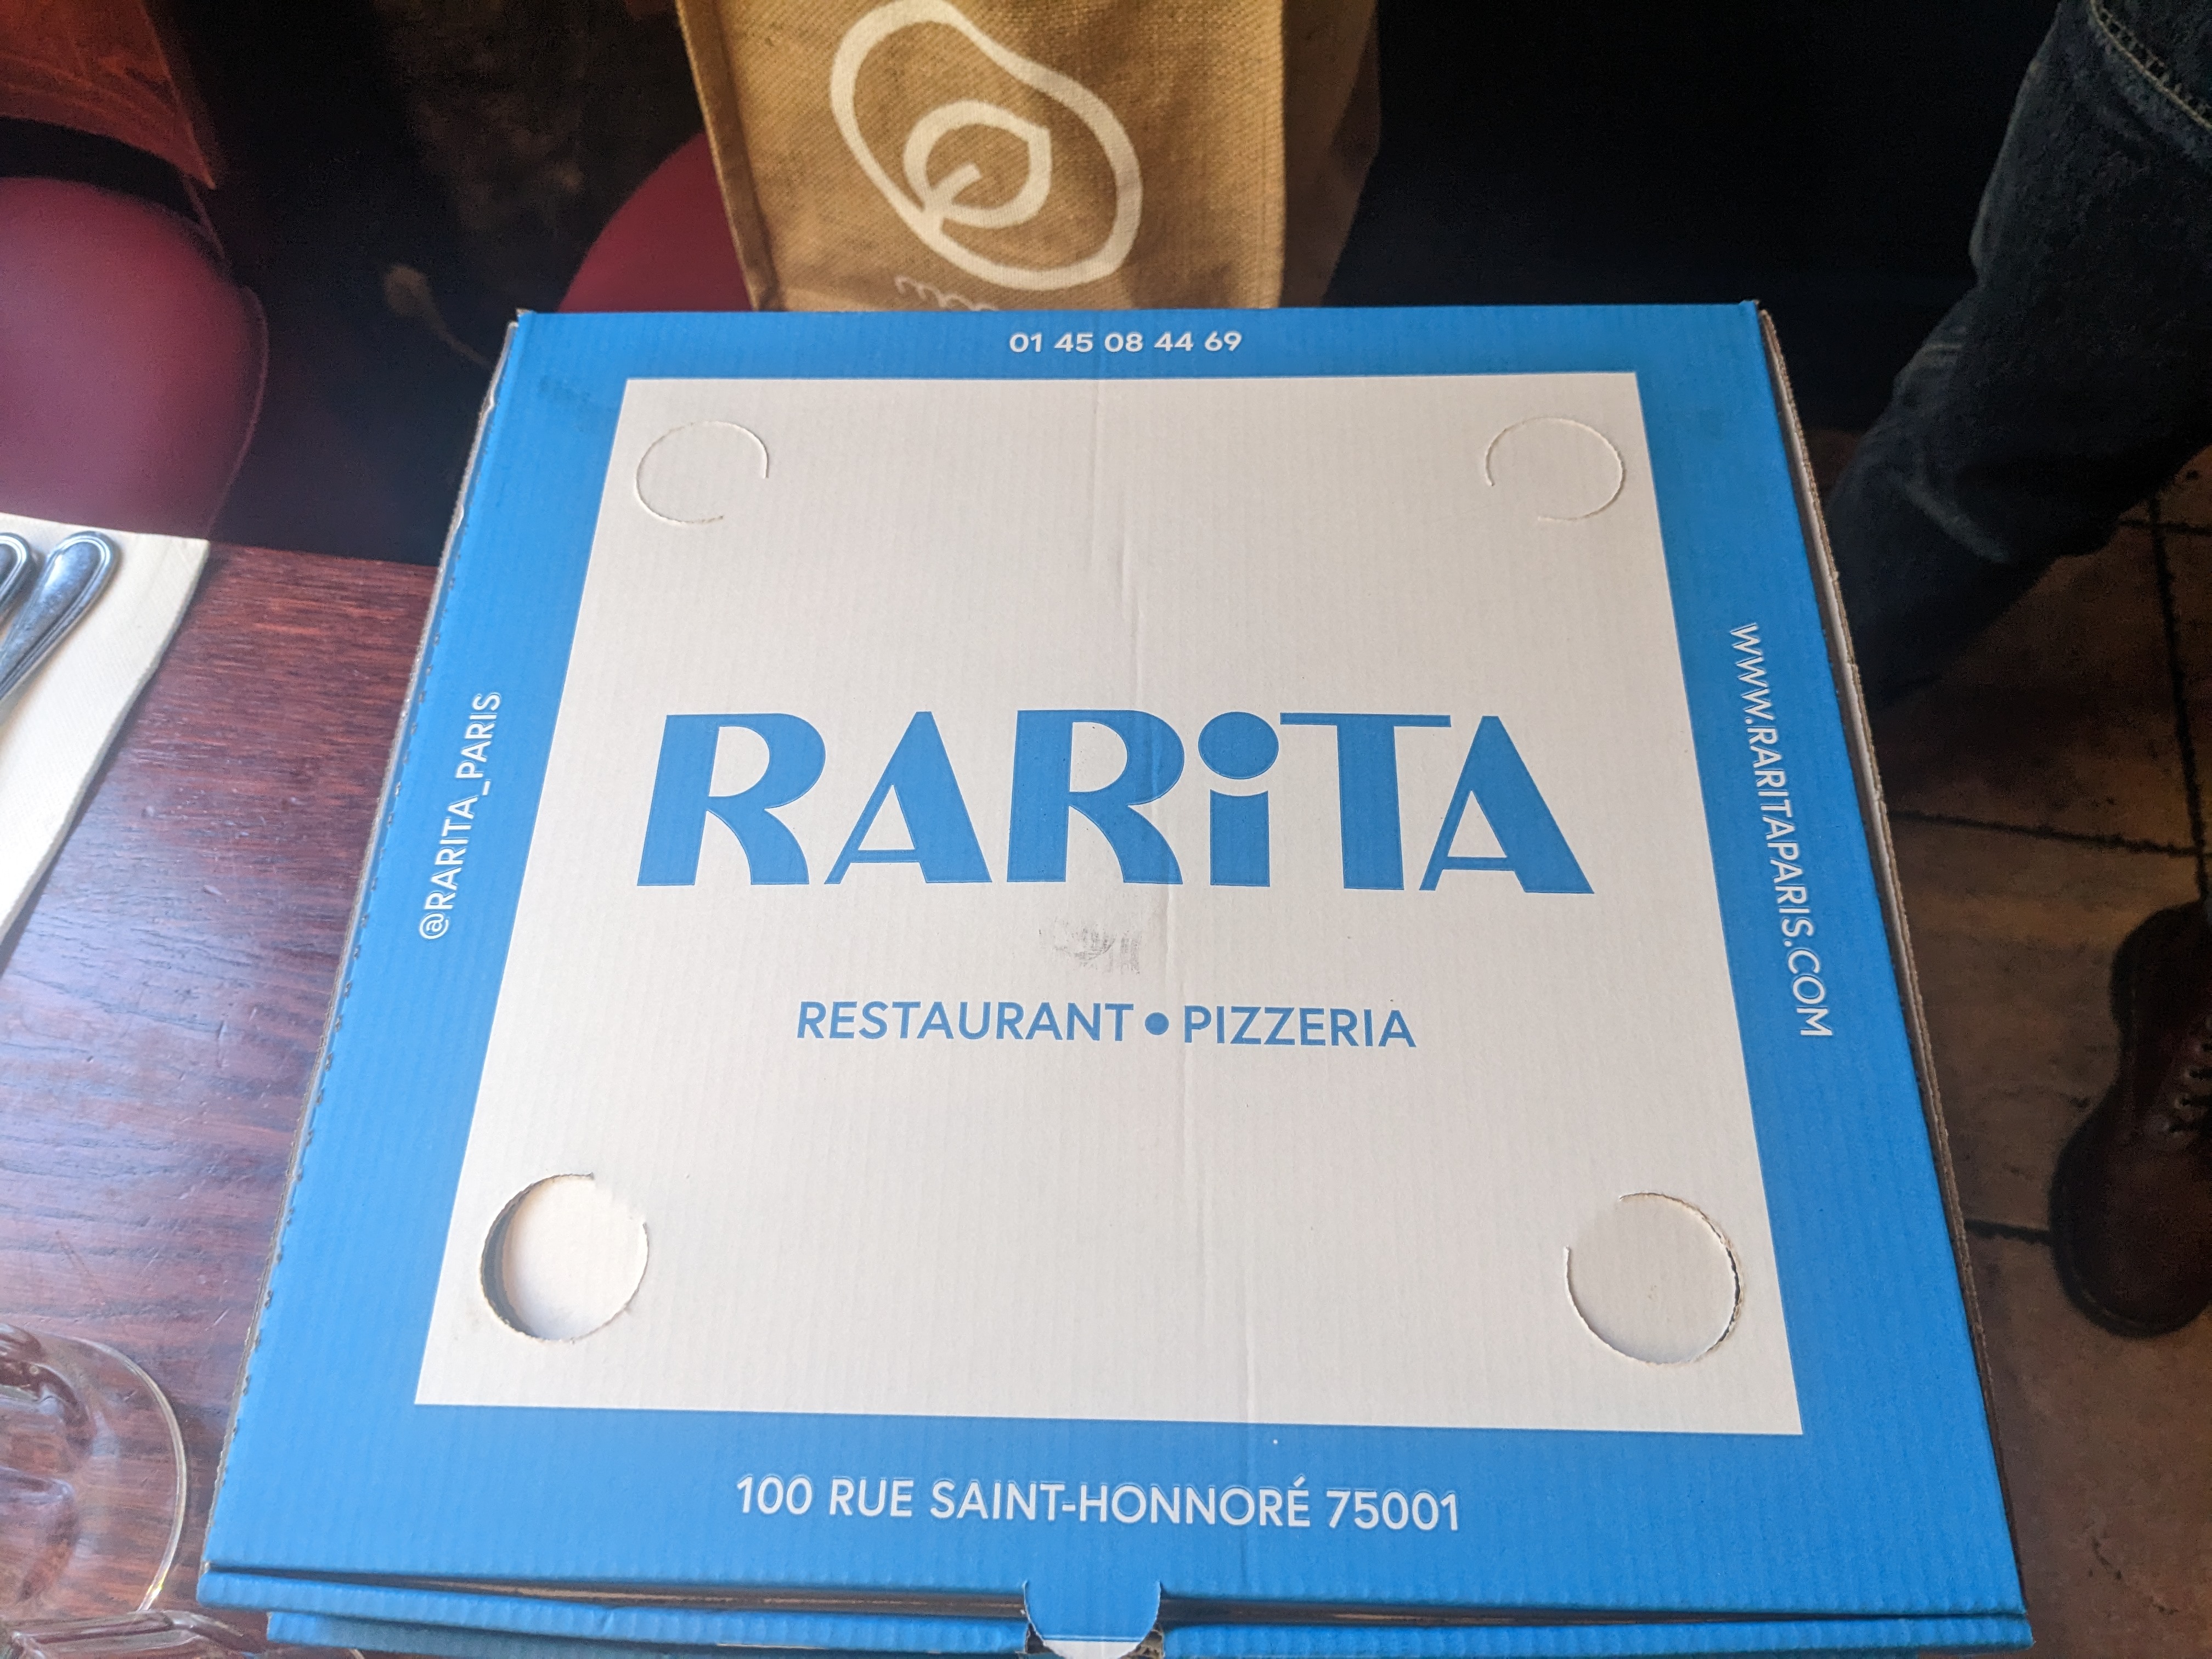 01 45 08 44 69
@RARITA_PARIS
RARiTA
WWW.RARITAPARIS.COM
RESTAURANT • PIZZERIA
100 RUE SAINT-HONNORÉ 75001